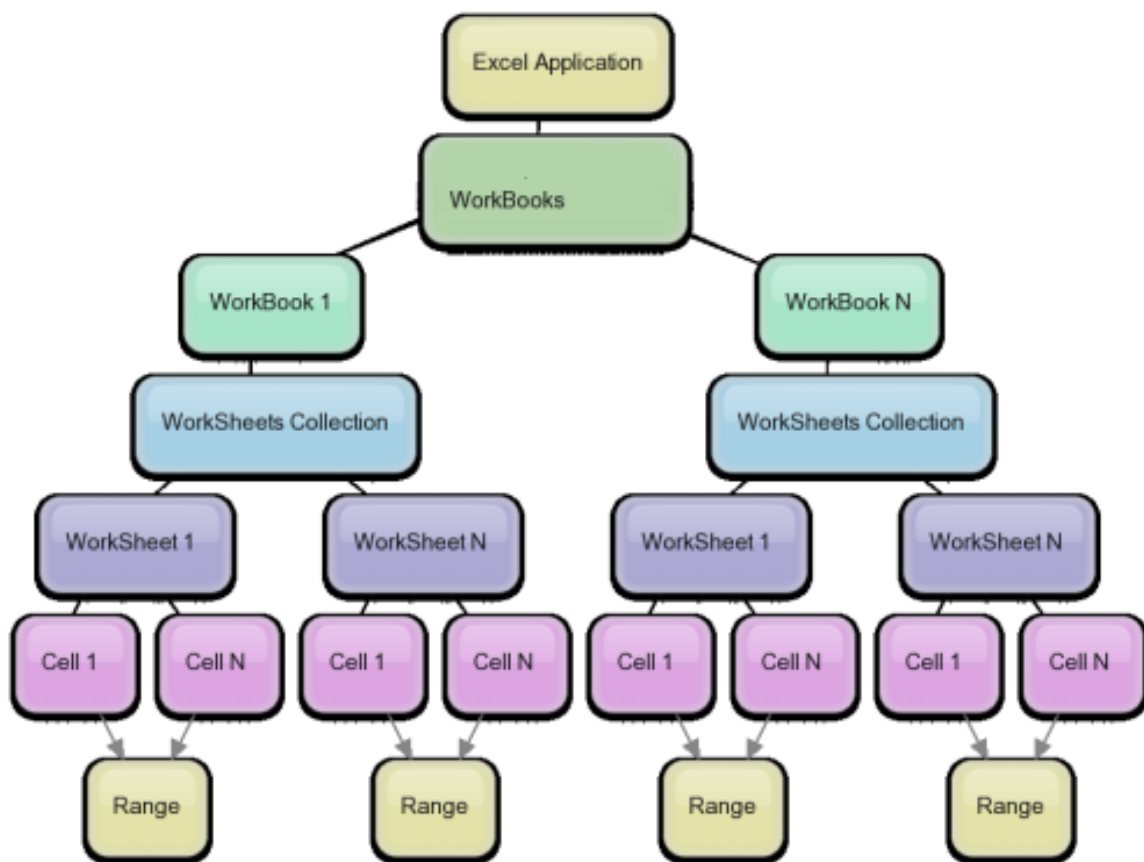 Excel Application
WorkBooks
WorkBook 1
WorkBook N
WorkSheets Collection
WorkSheets Collection
WorkSheet 1
WorkSheet N
WorkSheet 1
WorkSheet N
Cell 1
Cell N
Cell 1
Cell N
Cell 1
Cell N
Cell 1
Cell N
Range
Range
Range
Range